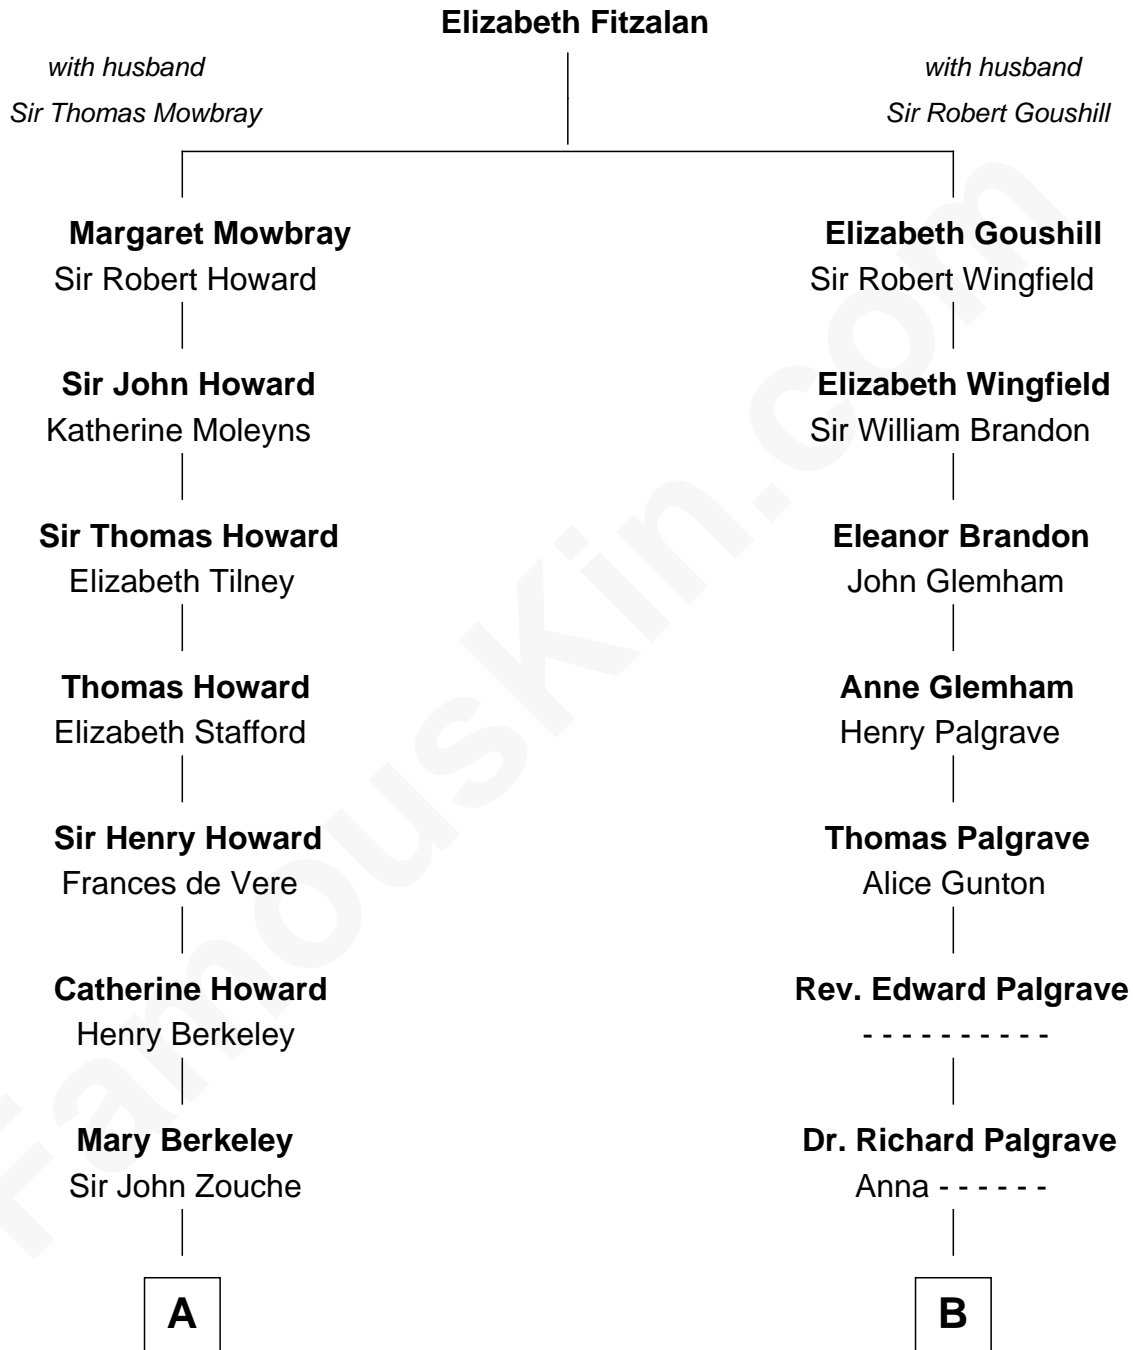 Elizabeth Fitzalan
with husband
Sir Thomas Mowbray
with husband
Sir Robert Goushill
Margaret Mowbray
Sir Robert Howard
Elizabeth Goushill
Sir Robert Wingfield
Sir John Howard
Katherine Moleyns
Elizabeth Wingfield
Sir William Brandon
Sir Thomas Howard
Elizabeth Tilney
Eleanor Brandon
John Glemham
Thomas Howard
Elizabeth Stafford
Anne Glemham
Henry Palgrave
Sir Henry Howard
Frances de Vere
Thomas Palgrave
Alice Gunton
Catherine Howard
Henry Berkeley
Rev. Edward Palgrave
- - - - - - - - - -
Mary Berkeley
Sir John Zouche
Dr. Richard Palgrave
Anna - - - - - -
A
B
FamousKin.com